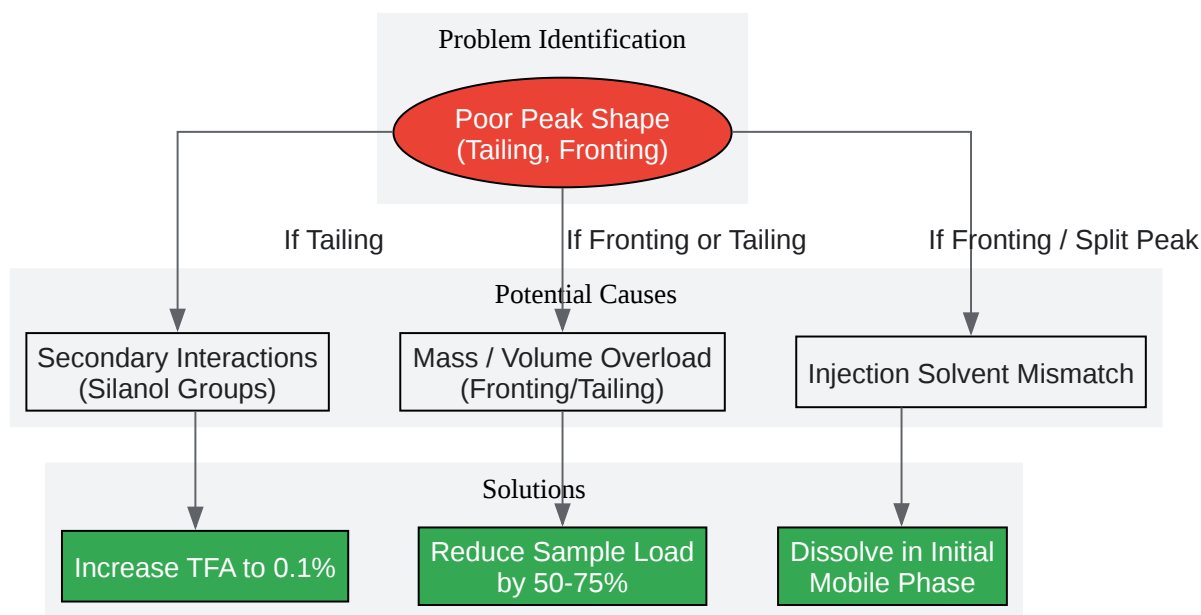 Problem Identification
Poor Peak Shape
(Tailing, Fronting)
If Tailing
If Fronting or Tailing
If Fronting / Split Peak
Potential Causes
Secondary Interactions
(Silanol Groups)
Mass / Volume Overload
(Fronting/Tailing)
Injection Solvent Mismatch
Solutions
Increase TFA to 0.1%
Reduce Sample Load
by 50-75%
Dissolve in Initial
Mobile Phase